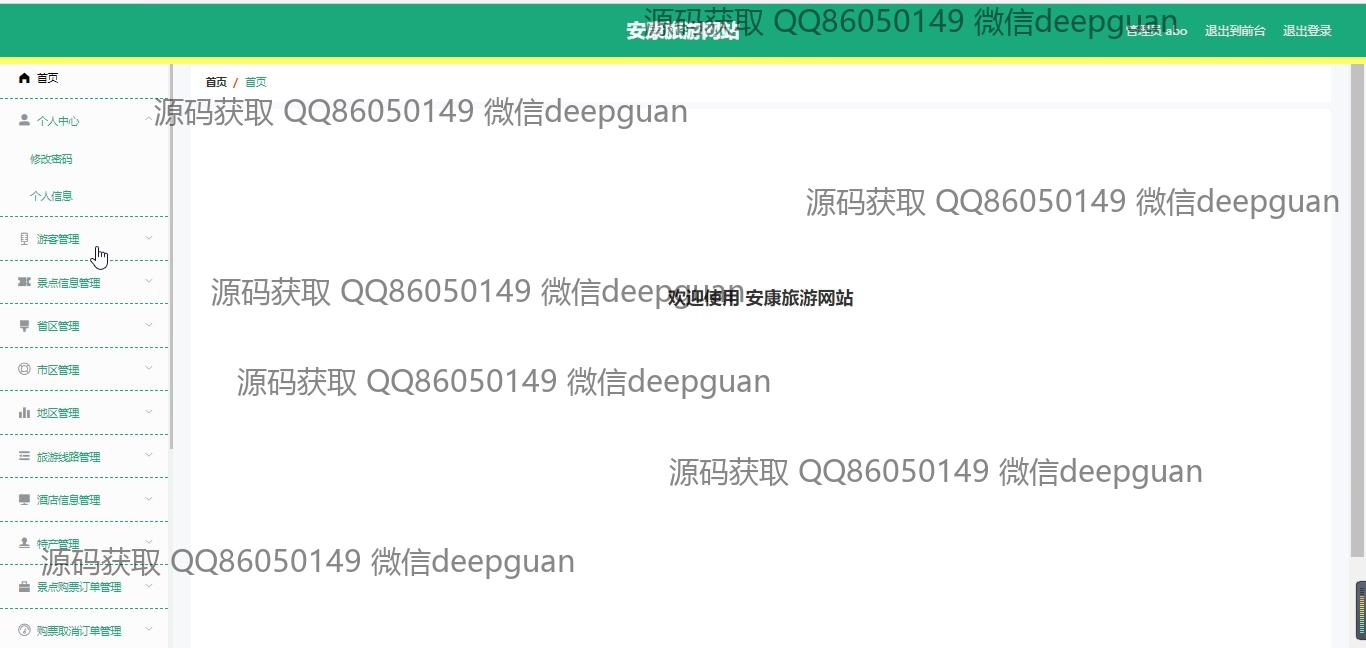 安康旅游网站
源码获取 QQ86050149 微信deepguan
管理员 abo
退出到前台
退出登录
首页
首页 / 首页
源码获取 QQ86050149 微信deepguan
个人中心
修改密码
个人信息
源码获取 QQ86050149 微信deepguan
游客管理
景点信息管理
源码获取 QQ86050149 微信deepguan
欢迎使用 安康旅游网站
省区管理
市区管理
源码获取 QQ86050149 微信deepguan
地区管理
旅游线路管理
源码获取 QQ86050149 微信deepguan
酒店信息管理
特产管理
源码获取 QQ86050149 微信deepguan
景点购票订单管理
购票取消订单管理